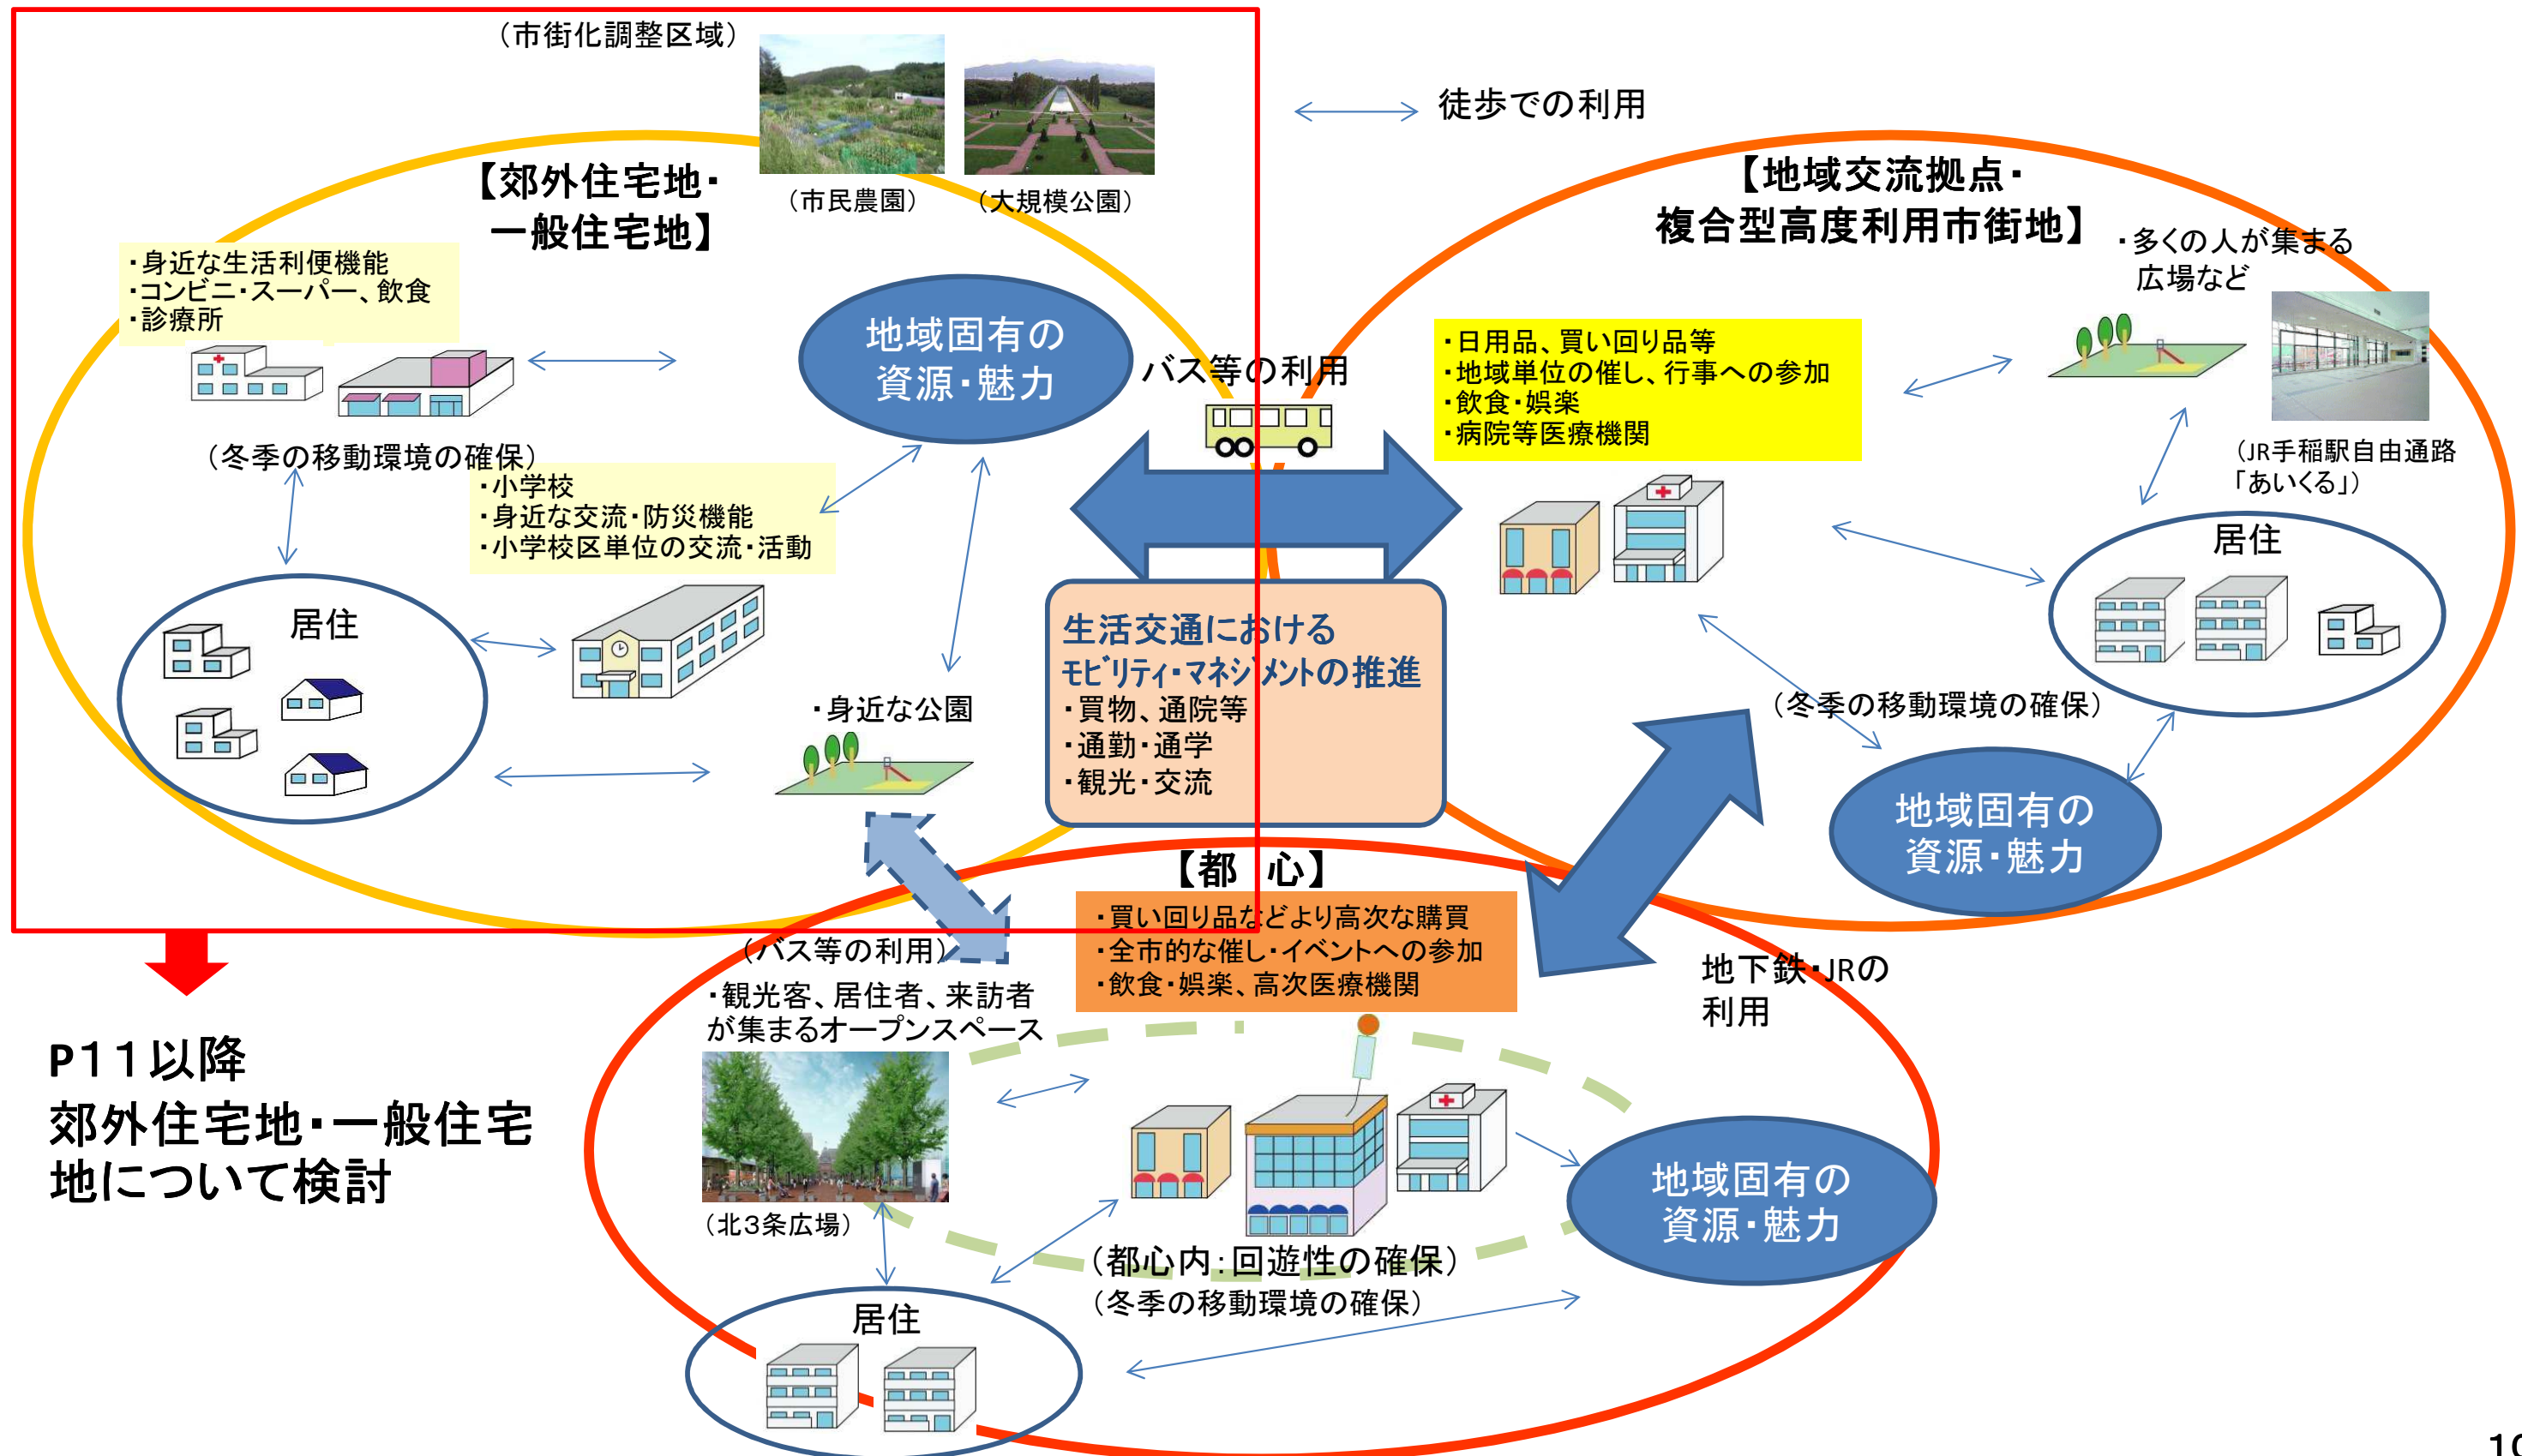 （市街化調整区域）
（市民農園）
（大規模公園）
徒歩での利用
【郊外住宅地・
一般住宅地】
・身近な生活利便機能
・コンビニ・スーパー、飲食
・診療所
地域固有の
資源・魅力
（冬季の移動環境の確保）
・小学校
・身近な交流・防災機能
・小学校区単位の交流・活動
居住
・身近な公園
バス等の利用
生活交通における
ﾓﾋﾞﾘﾃｨ・ﾏﾈｼﾞﾒﾝﾄの推進
・買物、通院等
・通勤・通学
・観光・交流
【地域交流拠点・
複合型高度利用市街地】
・多くの人が集まる
広場など
・日用品、買い回り品等
・地域単位の催し、行事への参加
・飲食・娯楽
・病院等医療機関
（JR手稲駅自由通路
「あいくる」）
居住
（冬季の移動環境の確保）
地域固有の
資源・魅力
【都　心】
・買い回り品などより高次な購買
・全市的な催し・イベントへの参加
・飲食・娯楽、高次医療機関
（バス等の利用）
・観光客、居住者、来訪者
が集まるオープンスペース
（北３条広場）
地下鉄・JRの
利用
地域固有の
資源・魅力
（都心内：回遊性の確保）
（冬季の移動環境の確保）
居住
P１１以降
郊外住宅地・一般住宅
地について検討